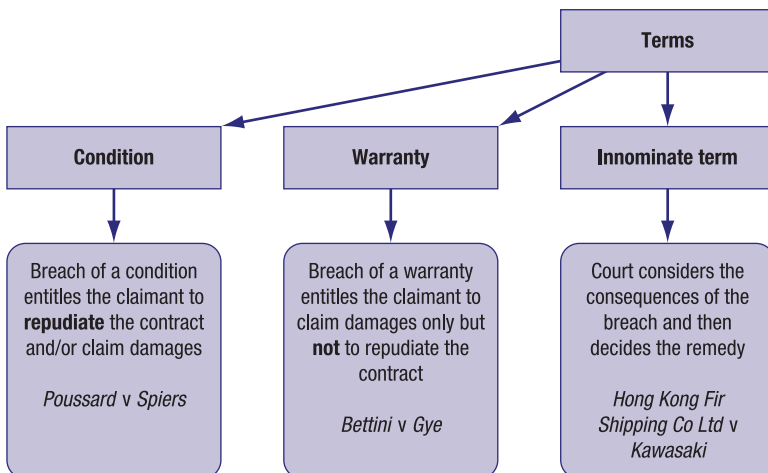 Terms
Condition
Warranty
Innominate term
Breach of a condition
entitles the claimant to
repudiate the contract
and/or claim damages
Poussard v Spiers
Breach of a warranty
entitles the claimant to
claim damages only but
not to repudiate the
contract
Bettini v Gye
Court considers the
consequences of the
breach and then
decides the remedy
Hong Kong Fir
Shipping Co Ltd v
Kawasaki